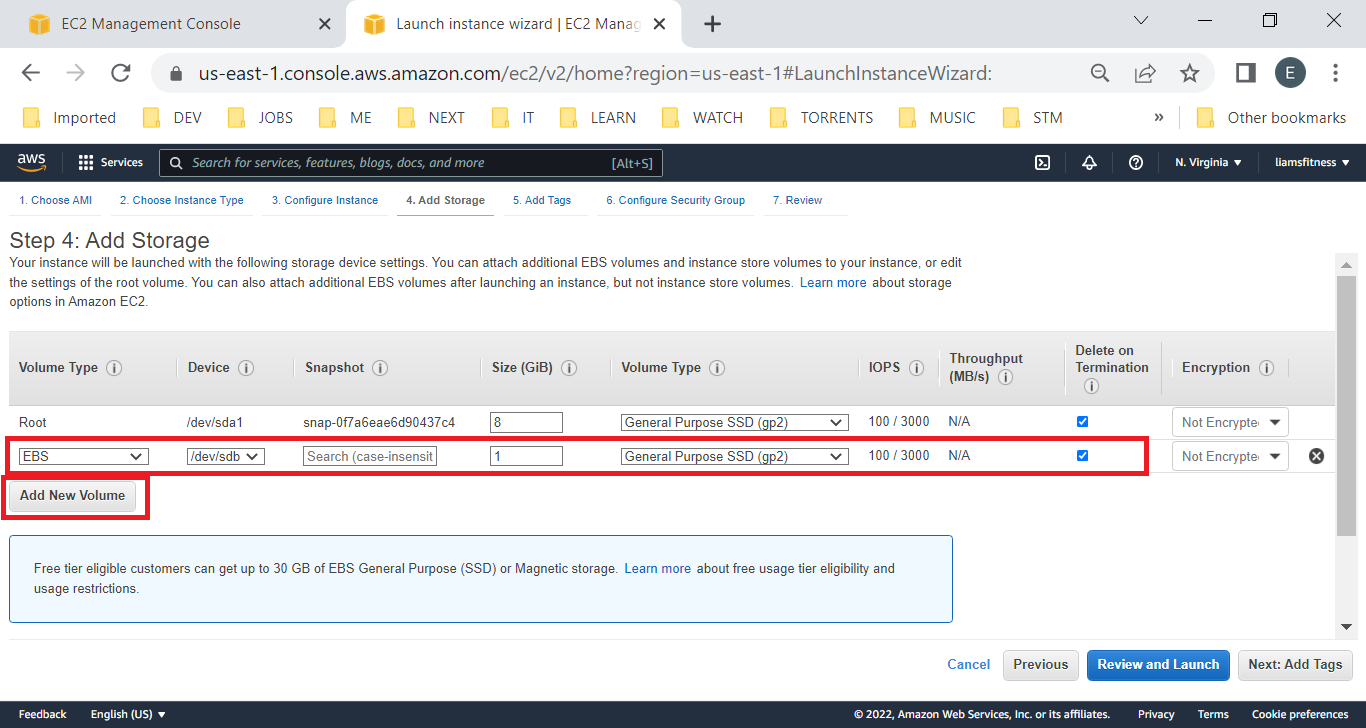 EC2 Management Console
Launch instance wizard | EC2 Manag
us-east-1.console.aws.amazon.com/ec2/v2/home?region=us-east-1#LaunchInstanceWizard:
E
Imported DEV JOBS ME NEXT IT LEARN WATCH TORRENTS MUSIC STM » Other bookmarks
aws Services Search for services, features, blogs, docs, and more [Alt+S] N. Virginia liamsfitness
1. Choose AMI 2. Choose Instance Type 3. Configure Instance 4. Add Storage 5. Add Tags 6. Configure Security Group 7. Review
Step 4: Add Storage
Your instance will be launched with the following storage device settings. You can attach additional EBS volumes and instance store volumes to your instance, or edit
the settings of the root volume. You can also attach additional EBS volumes after launching an instance, but not instance store volumes. Learn more about storage
options in Amazon EC2.
Volume Type Device Snapshot Size (GiB) Volume Type IOPS Throughput (MB/s) Delete on Termination Encryption
Root /dev/sda1 snap-0f7a6eae6d90437c4 8 General Purpose SSD (gp2) 100 / 3000 N/A Not Encrypte
EBS /dev/sdb Search (case-insensit 1 General Purpose SSD (gp2) 100 / 3000 N/A Not Encrypte
Add New Volume
Free tier eligible customers can get up to 30 GB of EBS General Purpose (SSD) or Magnetic storage. Learn more about free usage tier eligibility and
usage restrictions.
Cancel Previous Review and Launch Next: Add Tags
Feedback English (US) © 2022, Amazon Web Services, Inc. or its affiliates. Privacy Terms Cookie preferences